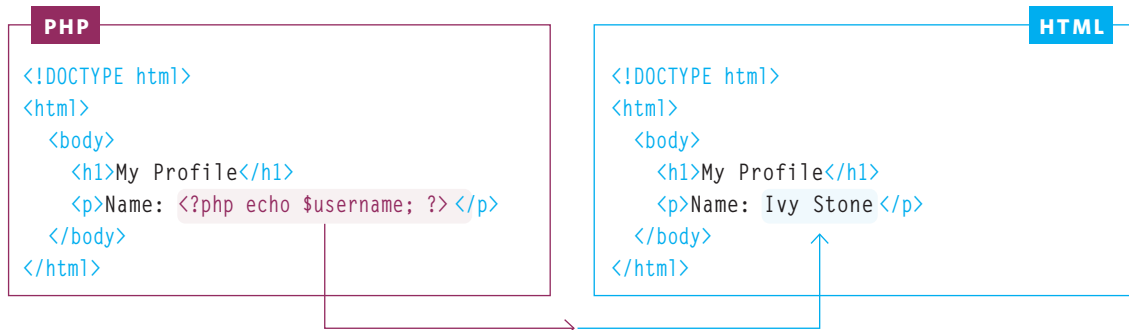 PHP
<!DOCTYPE html>
<html>
<body>
<h1>My Profile</h1>
<p>Name: <?php echo $username; ?> </p>
</body>
</html>
HTML
<!DOCTYPE html>
<html>
<body>
<h1>My Profile</h1>
<p>Name: Ivy Stone </p>
</body>
</html>